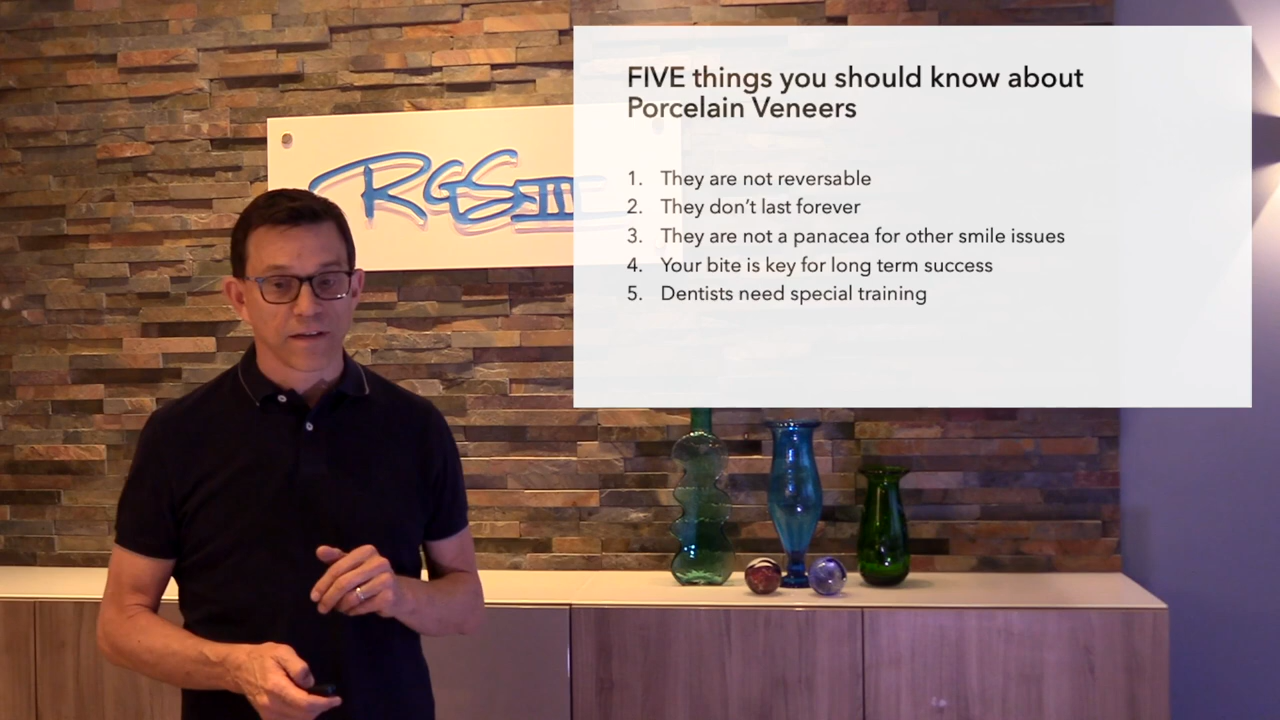 RGSIII
FIVE things you should know about
Porcelain Veneers
1. They are not reversable
2. They don’t last forever
3. They are not a panacea for other smile issues
4. Your bite is key for long term success
5. Dentists need special training